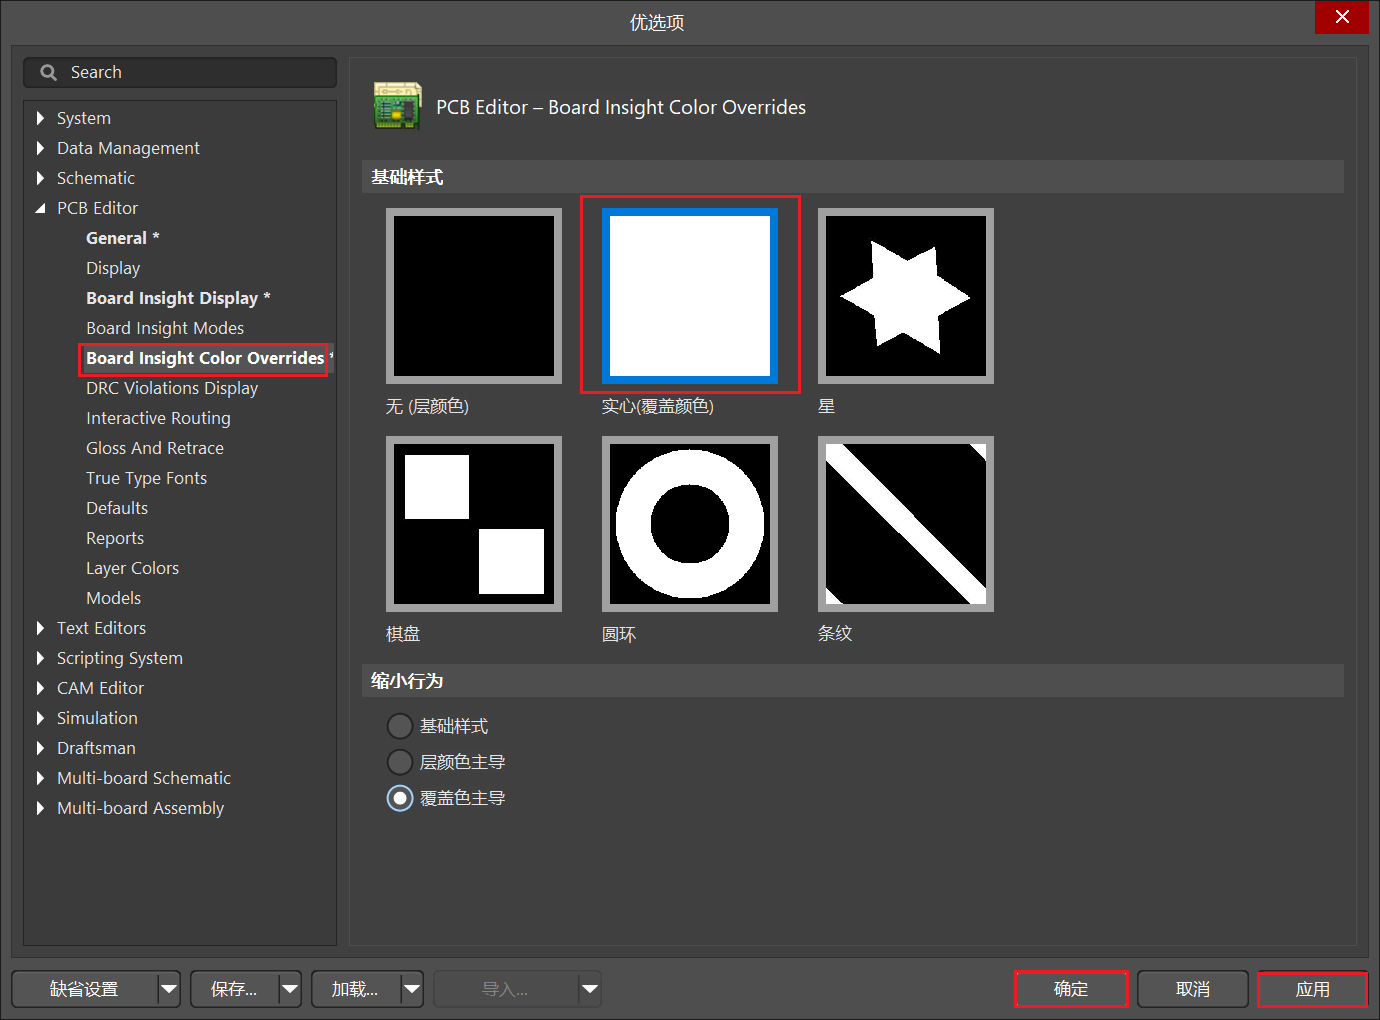 优选项
Search
System
Data Management
Schematic
PCB Editor
General *
Display
Board Insight Display *
Board Insight Modes
Board Insight Color Overrides *
DRC Violations Display
Interactive Routing
Gloss And Retrace
True Type Fonts
Defaults
Reports
Layer Colors
Models
Text Editors
Scripting System
CAM Editor
Simulation
Draftsman
Multi-board Schematic
Multi-board Assembly
PCB Editor – Board Insight Color Overrides
基础样式
无 (层颜色)
实心(覆盖颜色)
星
棋盘
圆环
条纹
缩小行为
基础样式
层颜色主导
覆盖色主导
缺省设置
保存...
加载...
导入...
确定
取消
应用